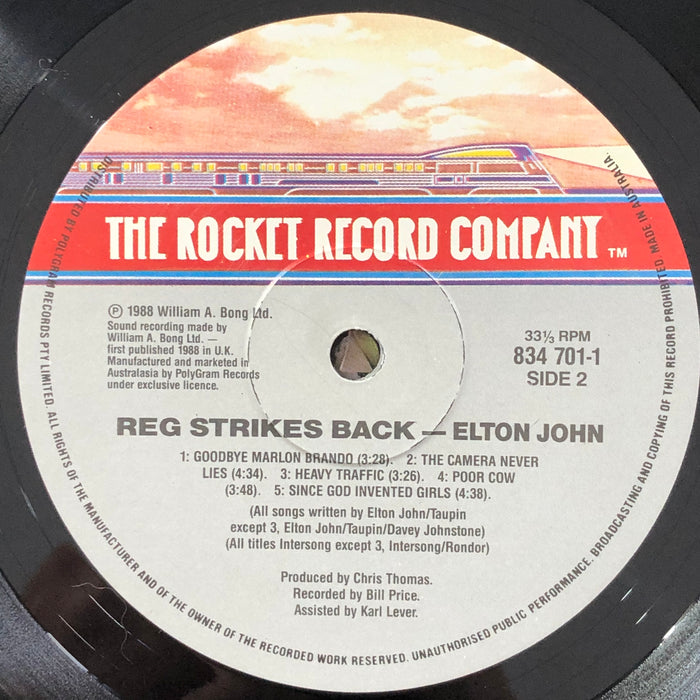 THE ROCKET RECORD COMPANY TM
℗ 1988 William A. Bong Ltd.
Sound recording made by
William A. Bong Ltd. —
first published 1988 in U.K.
Manufactured and marketed in
Australasia by PolyGram Records
under exclusive licence.
33⅓ RPM
834 701-1
SIDE 2
REG STRIKES BACK — ELTON JOHN
1: GOODBYE MARLON BRANDO (3:28). 2: THE CAMERA NEVER
LIES (4:34). 3: HEAVY TRAFFIC (3:26). 4: POOR COW
(3:48). 5: SINCE GOD INVENTED GIRLS (4:38).
(All songs written by Elton John/Taupin
except 3, Elton John/Taupin/Davey Johnstone)
(All titles Intersong except 3, Intersong/Rondor)
Produced by Chris Thomas.
Recorded by Bill Price.
Assisted by Karl Lever.
DISTRIBUTED BY POLYGRAM RECORDS PTY LIMITED. ALL RIGHTS OF THE MANUFACTURER AND OF THE OWNER OF THE RECORDED WORK RESERVED. UNAUTHORISED PUBLIC PERFORMANCE, BROADCASTING AND COPYING OF THIS RECORD PROHIBITED. MADE IN AUSTRALIA.